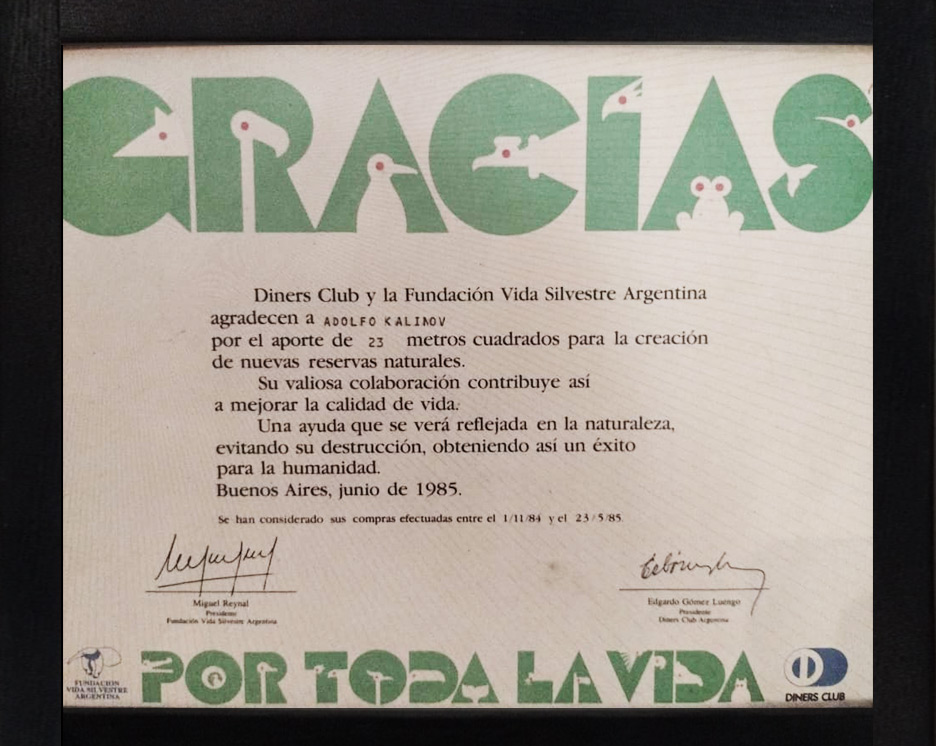 GRACIAS
Diners Club y la Fundación Vida Silvestre Argentina
agradecen a ADOLFO KALINOV
por el aporte de 23 metros cuadrados para la creación
de nuevas reservas naturales.
Su valiosa colaboración contribuye así
a mejorar la calidad de vida.
Una ayuda que se verá reflejada en la naturaleza,
evitando su destrucción, obteniendo así un éxito
para la humanidad.
Buenos Aires, junio de 1985.
Se han considerado sus compras efectuadas entre el 1/11/84 y el 23/5/85
Miguel Reynal
Presidente
Fundación Vida Silvestre Argentina
Edgardo Gómez Luengo
Presidente
Diners Club Argentina
FUNDACION
VIDA SILVESTRE
ARGENTINA
POR TODA LA VIDA
DINERS CLUB